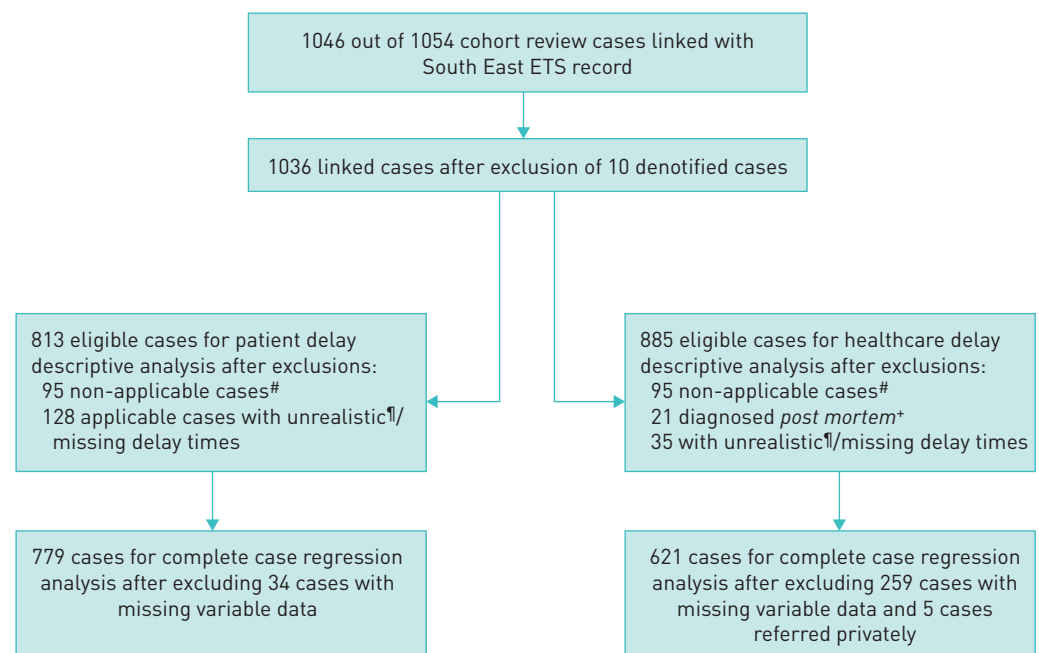 1046 out of 1054 cohort review cases linked with
South East ETS record
1036 linked cases after exclusion of 10 denotified cases
813 eligible cases for patient delay
descriptive analysis after exclusions:
95 non-applicable cases#
128 applicable cases with unrealistic¶/
missing delay times
885 eligible cases for healthcare delay
descriptive analysis after exclusions:
95 non-applicable cases#
21 diagnosed post mortem+
35 with unrealistic¶/missing delay times
779 cases for complete case regression
analysis after excluding 34 cases with
missing variable data
621 cases for complete case regression
analysis after excluding 259 cases with
missing variable data and 5 cases
referred privately